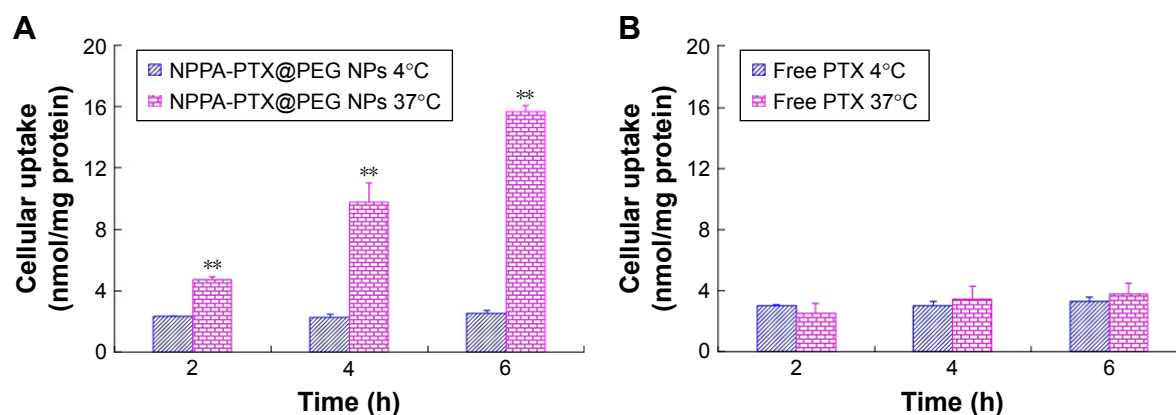 A
Cellular uptake
(nmol/mg protein)
20
16
12
8
4
0
NPPA-PTX@PEG NPs 4°C
NPPA-PTX@PEG NPs 37°C
**
**
**
2
4
6
Time (h)
B
Cellular uptake
(nmol/mg protein)
20
16
12
8
4
0
Free PTX 4°C
Free PTX 37°C
2
4
6
Time (h)